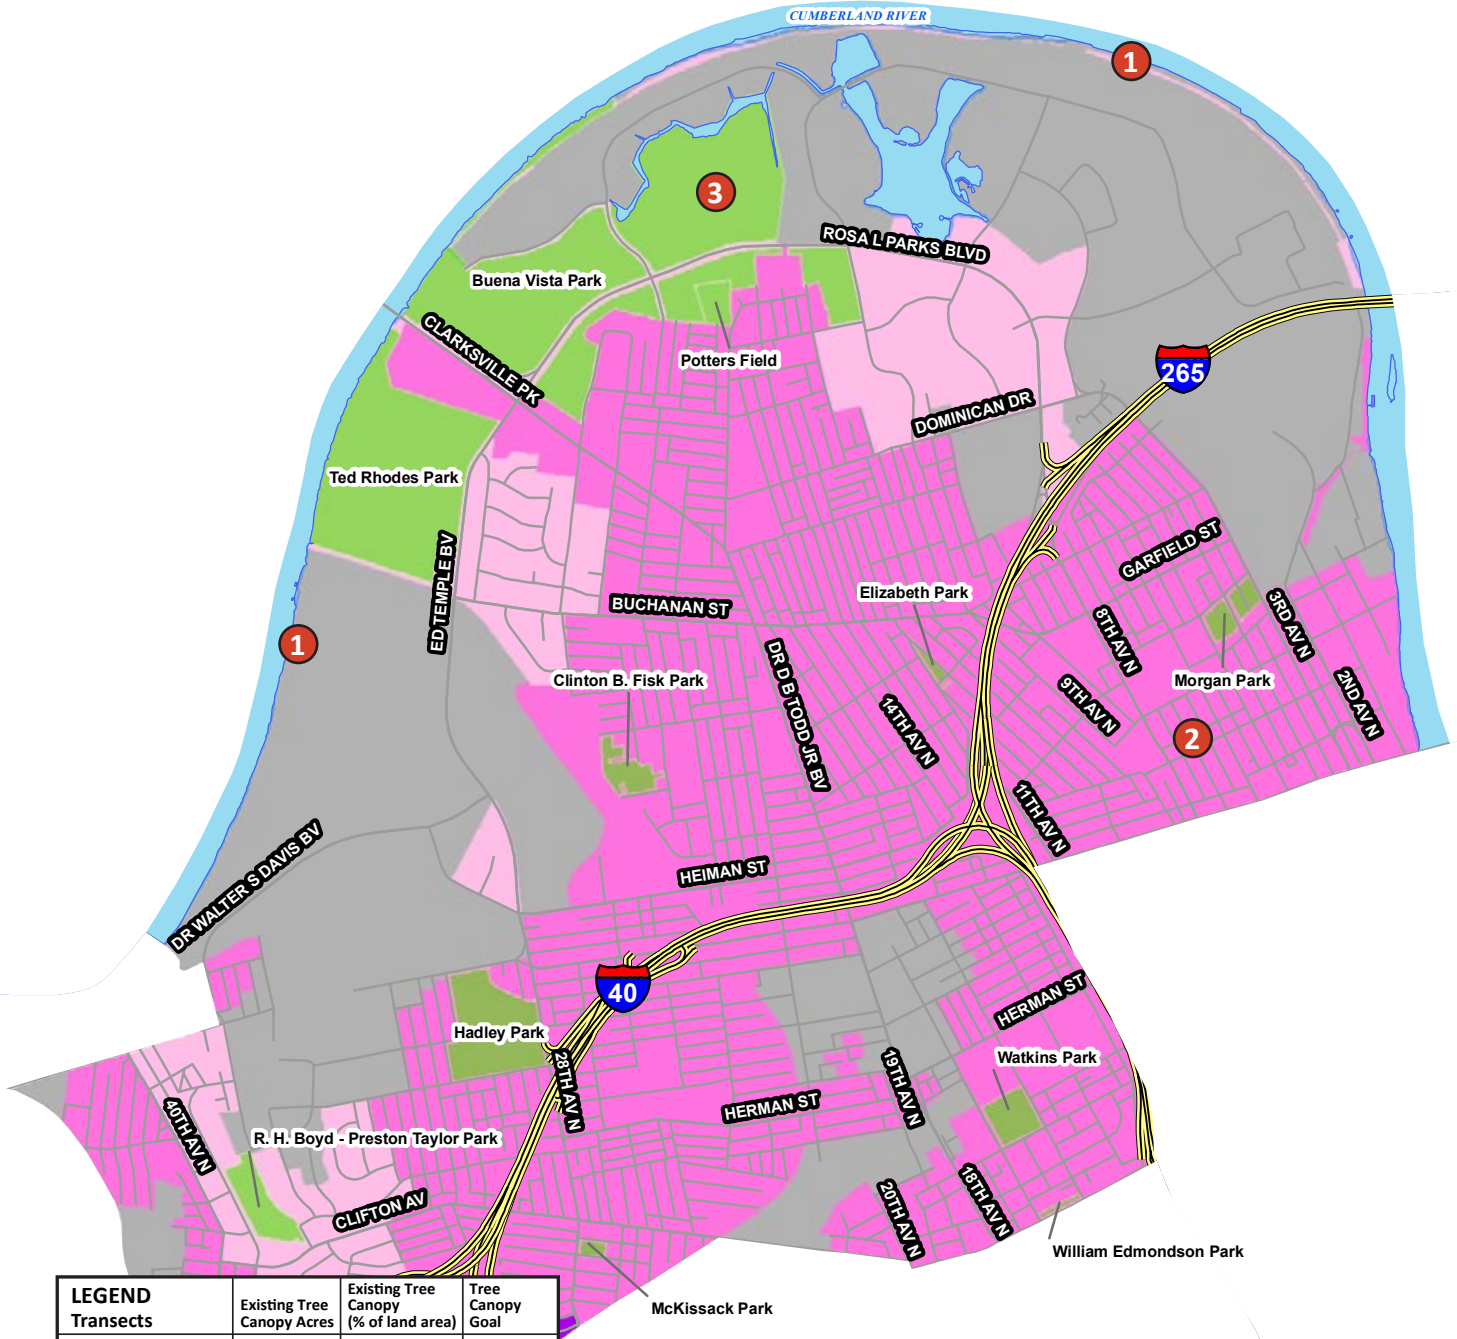 CUMBERLAND RIVER
1
3
ROSA L PARKS BLVD
Buena Vista Park
CLARKSVILLE PK
Potters Field
265
DOMINICAN DR
Ted Rhodes Park
ED TEMPLE BV
GARFIELD ST
Elizabeth Park
BUCHANAN ST
3RD AV N
8TH AV N
1
Clinton B. Fisk Park
DR D B TODD JR BV
Morgan Park
2ND AV N
9TH AV N
14TH AV N
2
11TH AV N
DR WALTER S DAVIS BV
HEIMAN ST
40
HERMAN ST
Hadley Park
28TH AV N
19TH AV N
Watkins Park
HERMAN ST
40TH AV N
R. H. Boyd - Preston Taylor Park
CLIFTON AV
20TH AV N
18TH AV N
William Edmondson Park
McKissack Park
LEGEND
Transects
Existing Tree
Canopy Acres
Existing Tree
Canopy
(% of land area)
Tree
Canopy
Goal